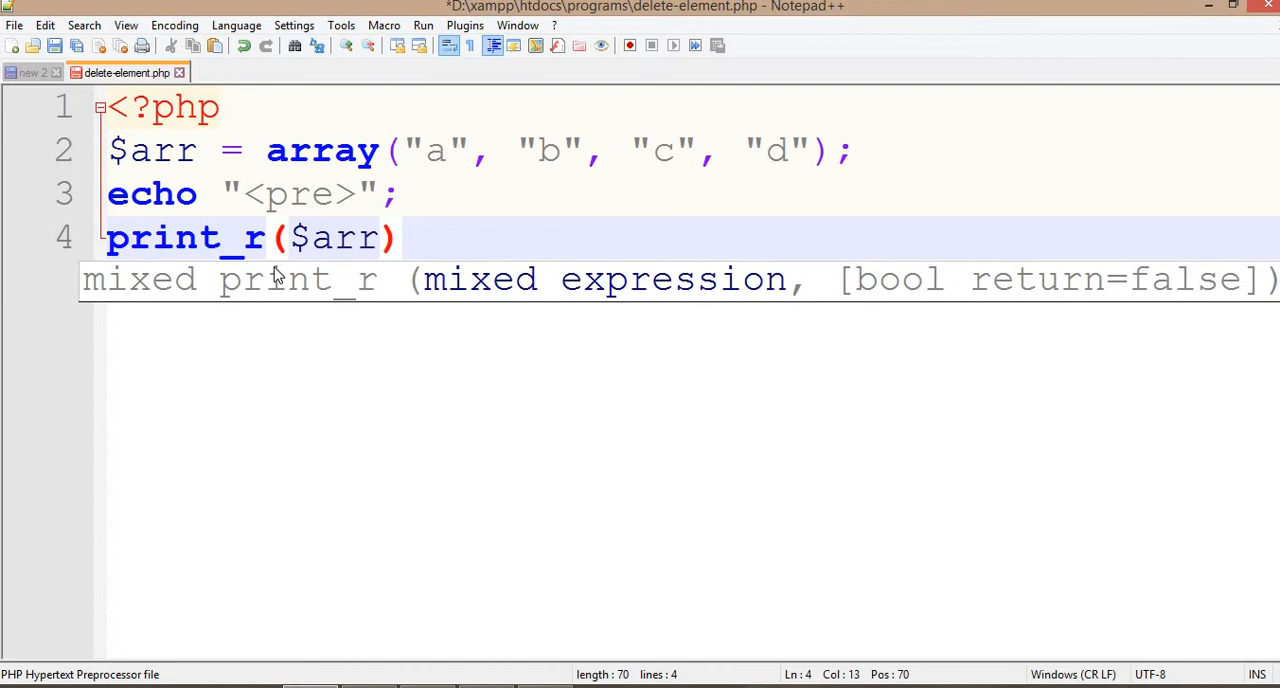 *D:\xampp\htdocs\programs\delete-element.php - Notepad++
File Edit Search View Encoding Language Settings Tools Macro Run Plugins Window ?
new 2 delete-element.php
1 <?php
2 $arr = array("a", "b", "c", "d");
3 echo "<pre>";
4 print_r($arr)
mixed print_r (mixed expression, [bool return=false])
PHP Hypertext Preprocessor file length: 70 lines: 4 Ln: 4 Col: 13 Pos: 70 Windows (CR LF) UTF-8 INS